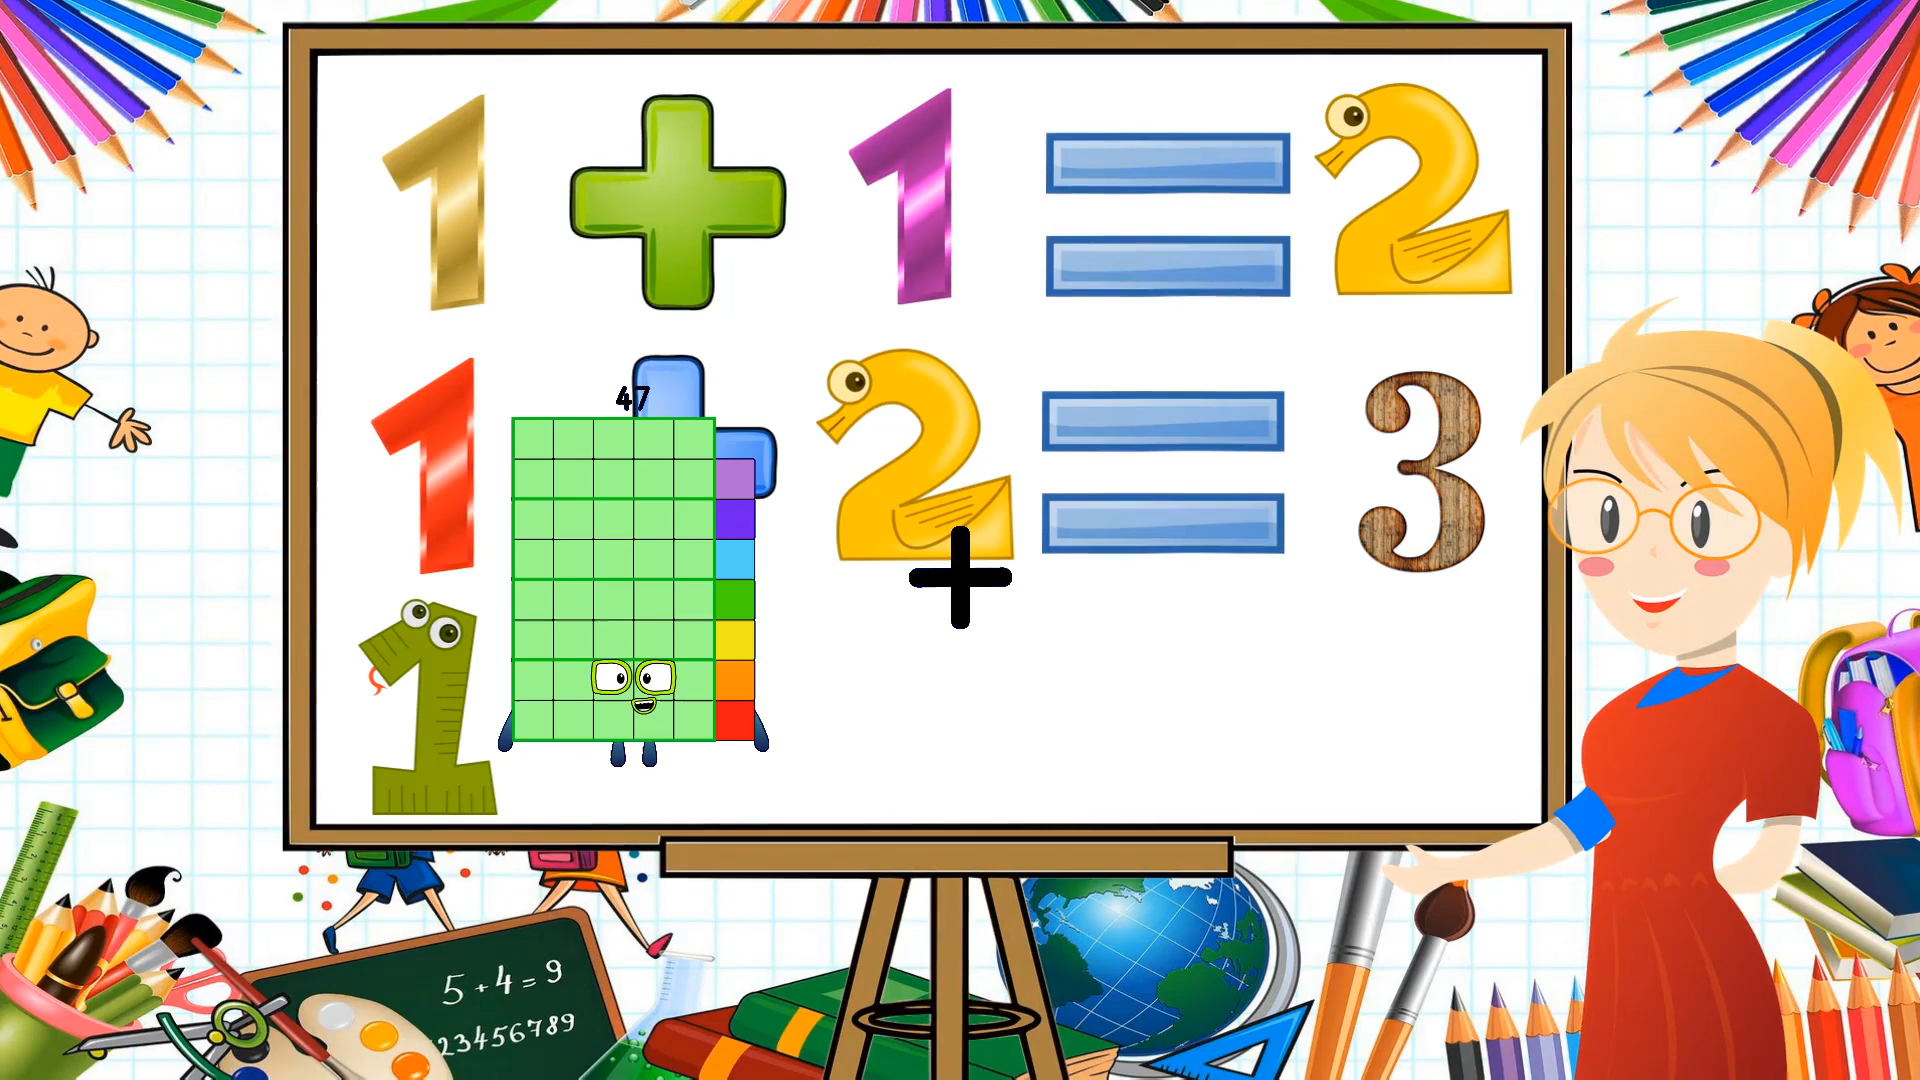 1 + 1 = 2
1 + 2 = 3
47
+
1
5+4=9
23456789